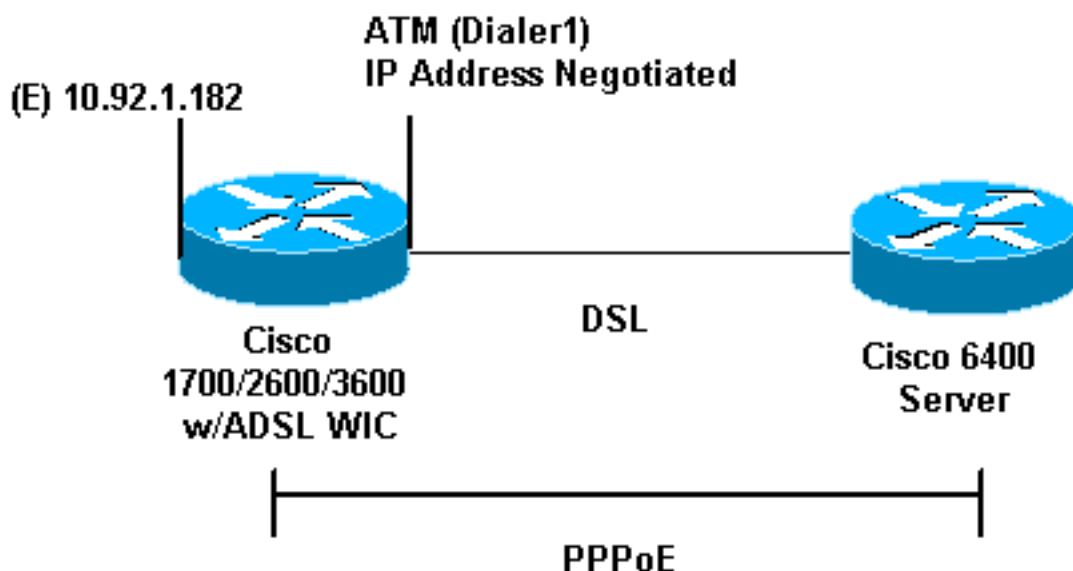 ATM (Dialer1)
IP Address Negotiated
(E) 10.92.1.182
DSL
Cisco
1700/2600/3600
w/ADSL WIC
Cisco 6400
Server
PPPoE